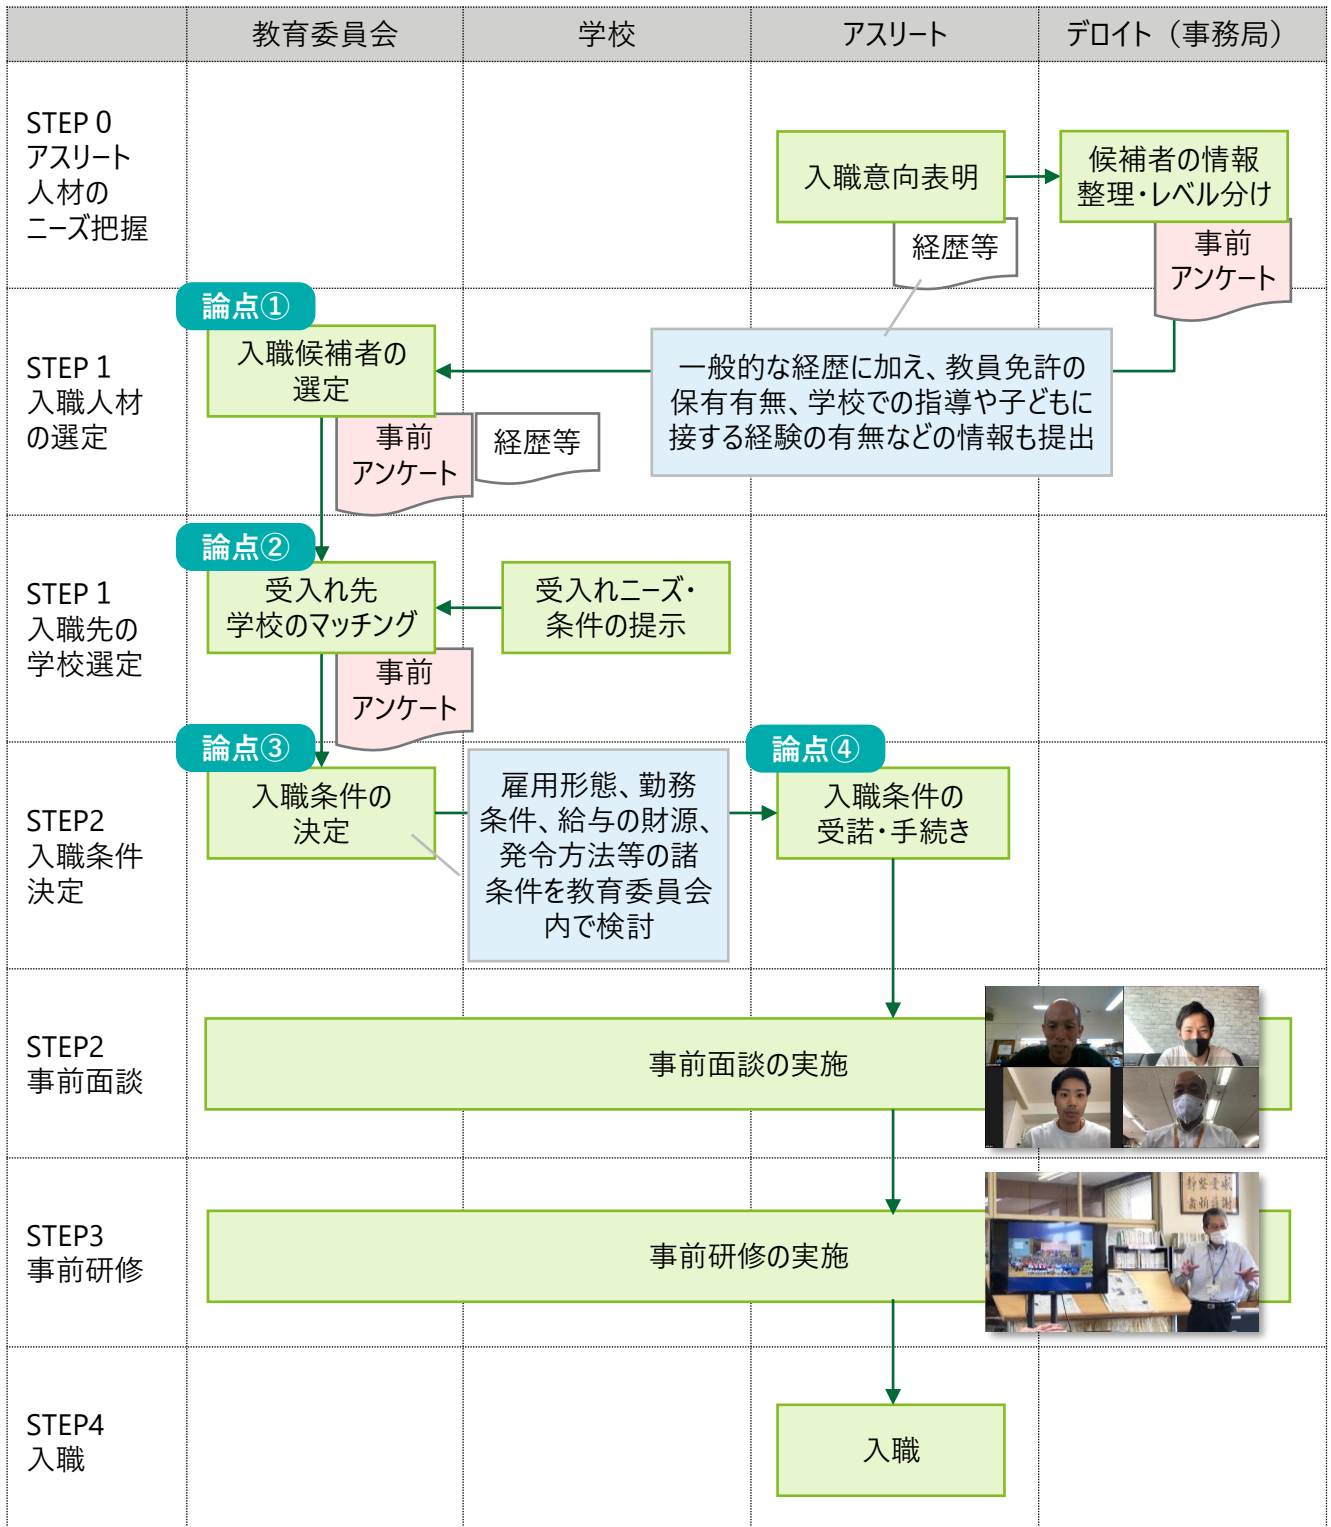 教育委員会
学校
アスリート
デロイト（事務局）
STEP 0
アスリート
人材の
ニーズ把握
入職意向表明
候補者の情報
整理・レベル分け
経歴等
事前
アンケート
論点①
STEP 1
入職人材
の選定
入職候補者の
選定
一般的な経歴に加え、教員免許の
保有有無、学校での指導や子どもに
接する経験の有無などの情報も提出
事前
アンケート
経歴等
論点②
STEP 1
入職先の
学校選定
受入れ先
学校のマッチング
受入れニーズ・
条件の提示
事前
アンケート
論点③
論点④
STEP2
入職条件
決定
入職条件の
決定
雇用形態、勤務
条件、給与の財源、
発令方法等の諸
条件を教育委員会
内で検討
入職条件の
受諾・手続き
STEP2
事前面談
事前面談の実施
STEP3
事前研修
事前研修の実施
STEP4
入職
入職